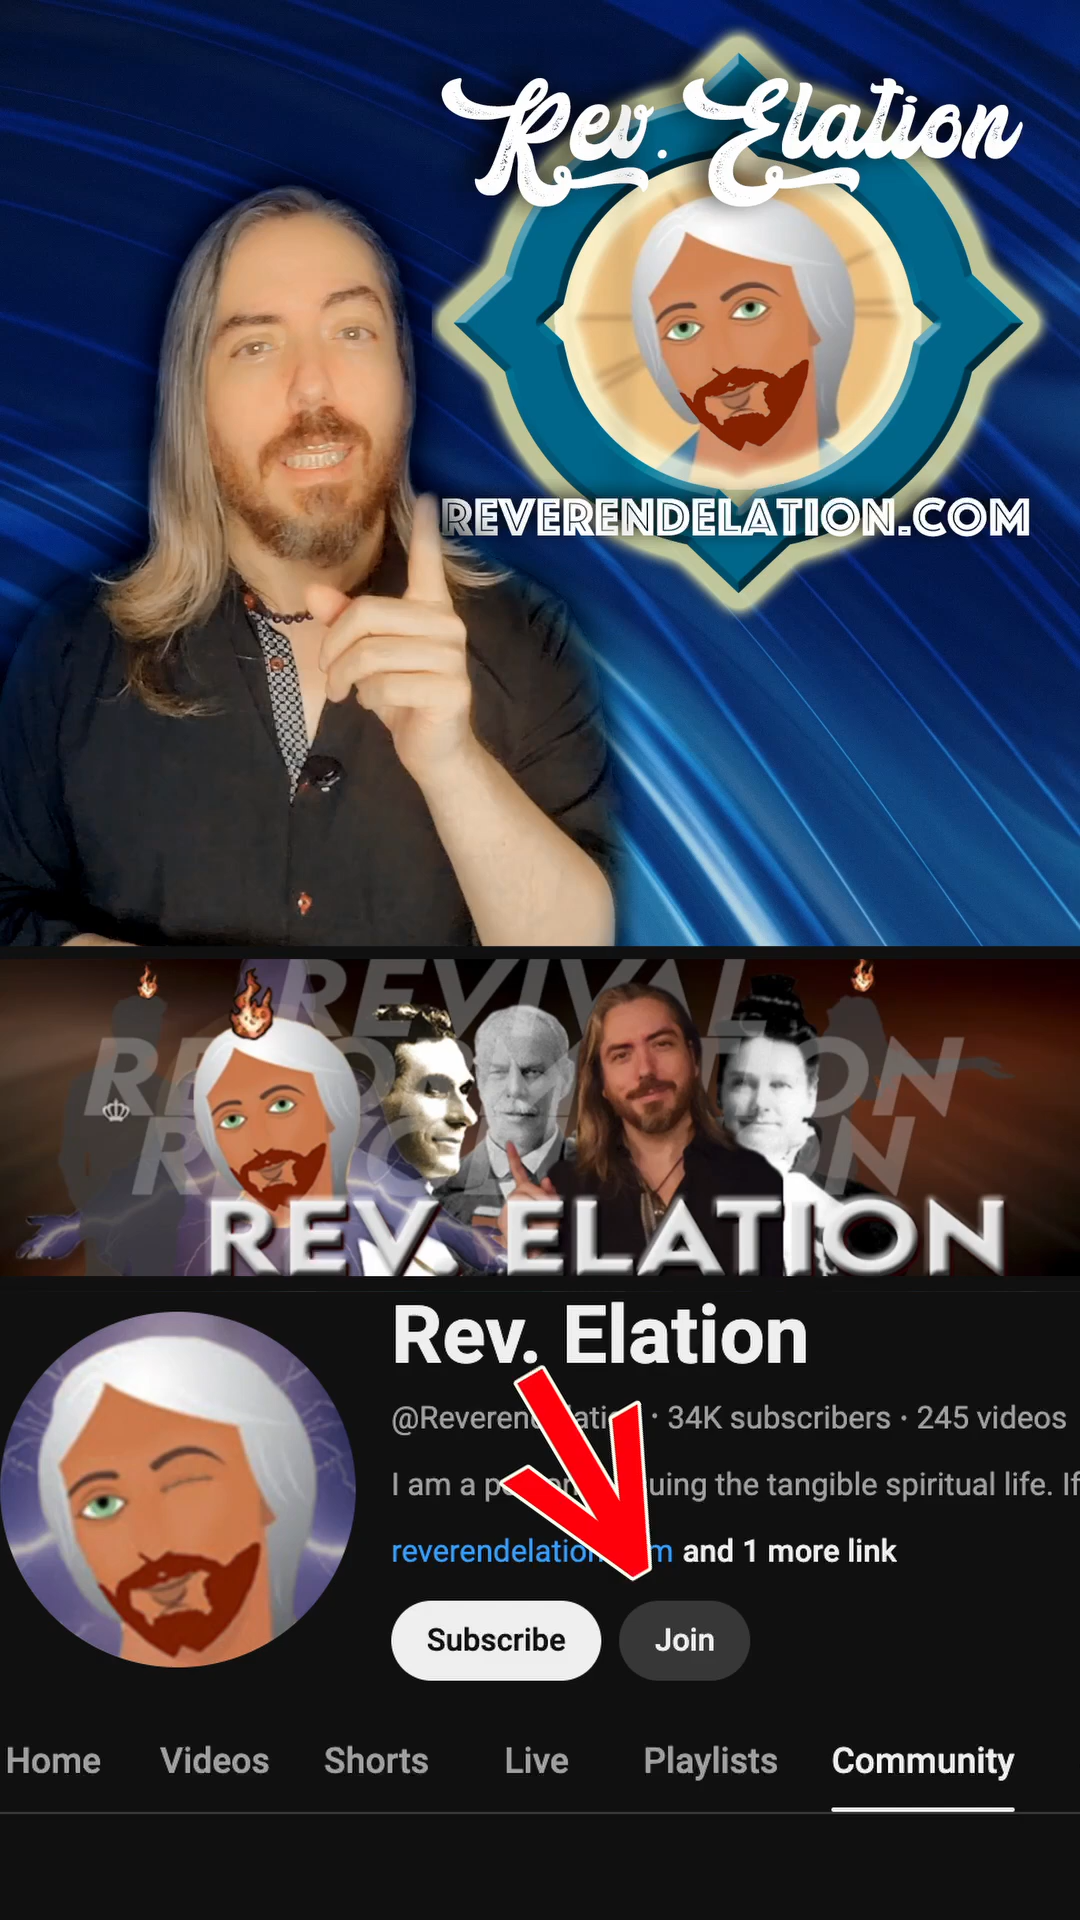 Rev. Elation
REVERENDELATION.COM
REVIVAL
REV. ELATION
Rev. Elation
34K subscribers · 245 videos
I am a
the tangible spiritual life. If
and 1 more link
Subscribe
Join
Home
Videos
Shorts
Live
Playlists
Community